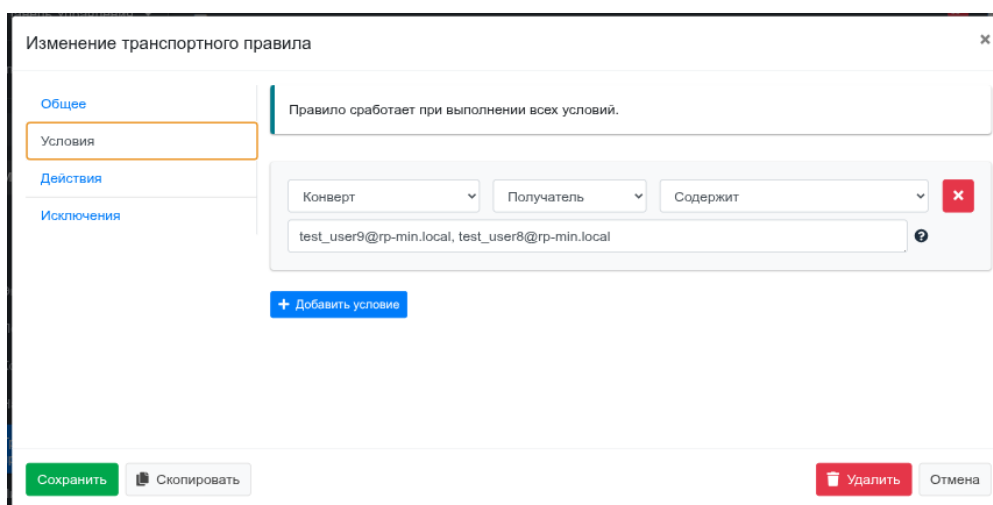 Изменение транспортного правила
×
Общее
Условия
Действия
Исключения
Правило сработает при выполнении всех условий.
Конверт Получатель Содержит
test_user9@rp-min.local, test_user8@rp-min.local
+ Добавить условие
Сохранить Скопировать Удалить Отмена